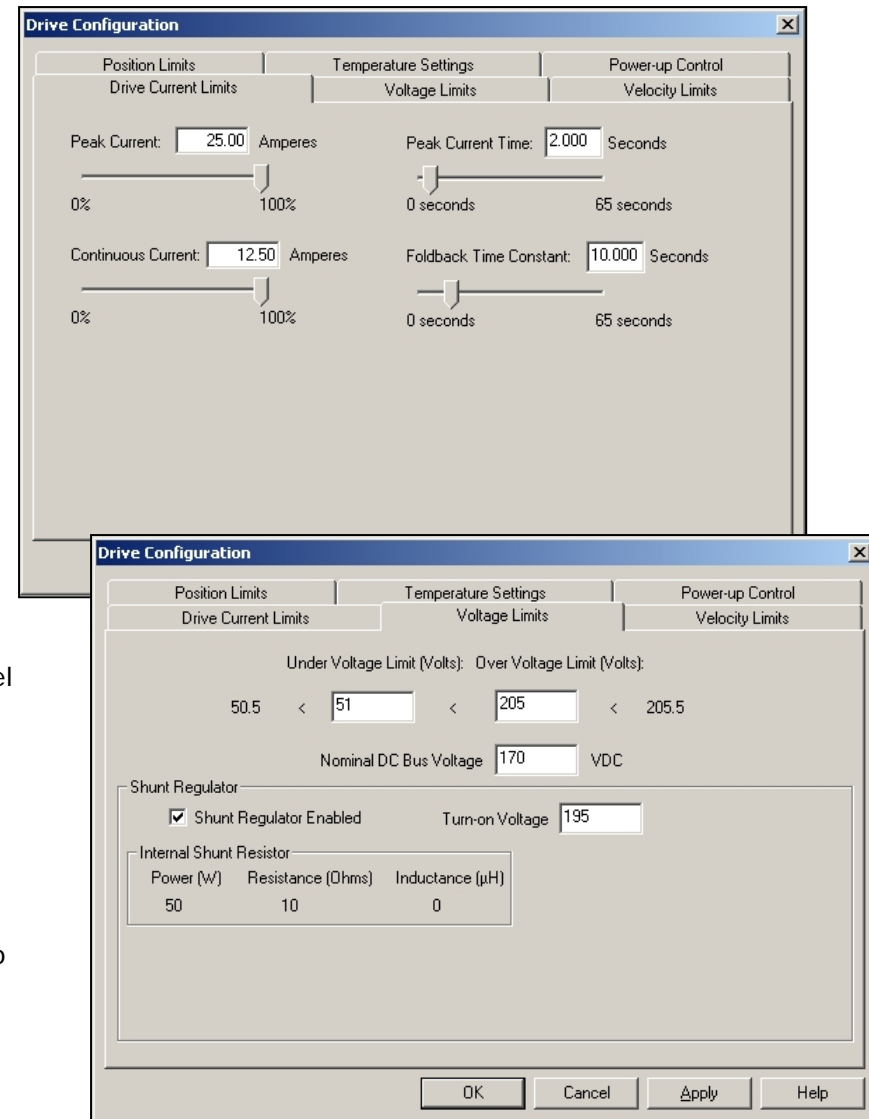 Drive Configuration
Position Limits Temperature Settings Power-up Control
Drive Current Limits Voltage Limits Velocity Limits
Peak Current: 25.00 Amperes Peak Current Time: 2.000 Seconds
0% 100% 0 seconds 65 seconds
Continuous Current: 12.50 Amperes Foldback Time Constant: 10.000 Seconds
0% 100% 0 seconds 65 seconds
Drive Configuration
Position Limits Temperature Settings Power-up Control
Drive Current Limits Voltage Limits Velocity Limits
Under Voltage Limit (Volts): Over Voltage Limit (Volts):
50.5 < 51 < 205 < 205.5
Nominal DC Bus Voltage 170 VDC
Shunt Regulator
Shunt Regulator Enabled Turn-on Voltage 195
Internal Shunt Resistor
Power (W) Resistance (Ohms) Inductance (µH)
50 10 0
OK Cancel Apply Help